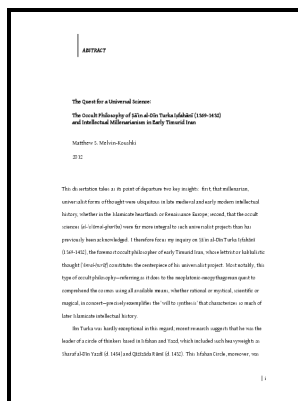 ABSTRACT
The Quest for a Universal Science:
The Occult Philosophy of Ṣāʾin al-Dīn Turka Iṣfahānī (1369-1432)
and Intellectual Millenarianism in Early Timurid Iran
Matthew S. Melvin-Koushki
2012
This dissertation takes as its point of departure two key insights: first, that millenarian,
universalist forms of thought were ubiquitous in late medieval and early modern intellectual
history, whether in the Islamicate heartlands or Renaissance Europe; second, that the occult
sciences (al-ʿulūm al-gharība) were far more integral to such universalist projects than has
previously been acknowledged. I therefore focus my inquiry on Ṣāʾin al-Dīn Turka Iṣfahānī
(1369-1432), the foremost occult philosopher of early Timurid Iran, whose lettrist or kabbalistic
thought (ʿilm al-ḥurūf) constitutes the centerpiece of his universalist project. Most notably, this
type of occult philosophy—referring as it does to the neoplatonic-neopythagorean quest to
comprehend the cosmos using all available means, whether rational or mystical, scientific or
magical, in concert—precisely exemplifies the 'will to synthesis' that characterizes so much of
later Islamicate intellectual history.
Ibn Turka was hardly exceptional in this regard; recent research suggests that he was the
leader of a circle of thinkers based in Isfahan and Yazd, which included such heavyweights as
Sharaf al-Dīn Yazdī (d. 1454) and Qāżīzāda Rūmī (d. 1432). This Isfahan Circle, moreover, was
| i